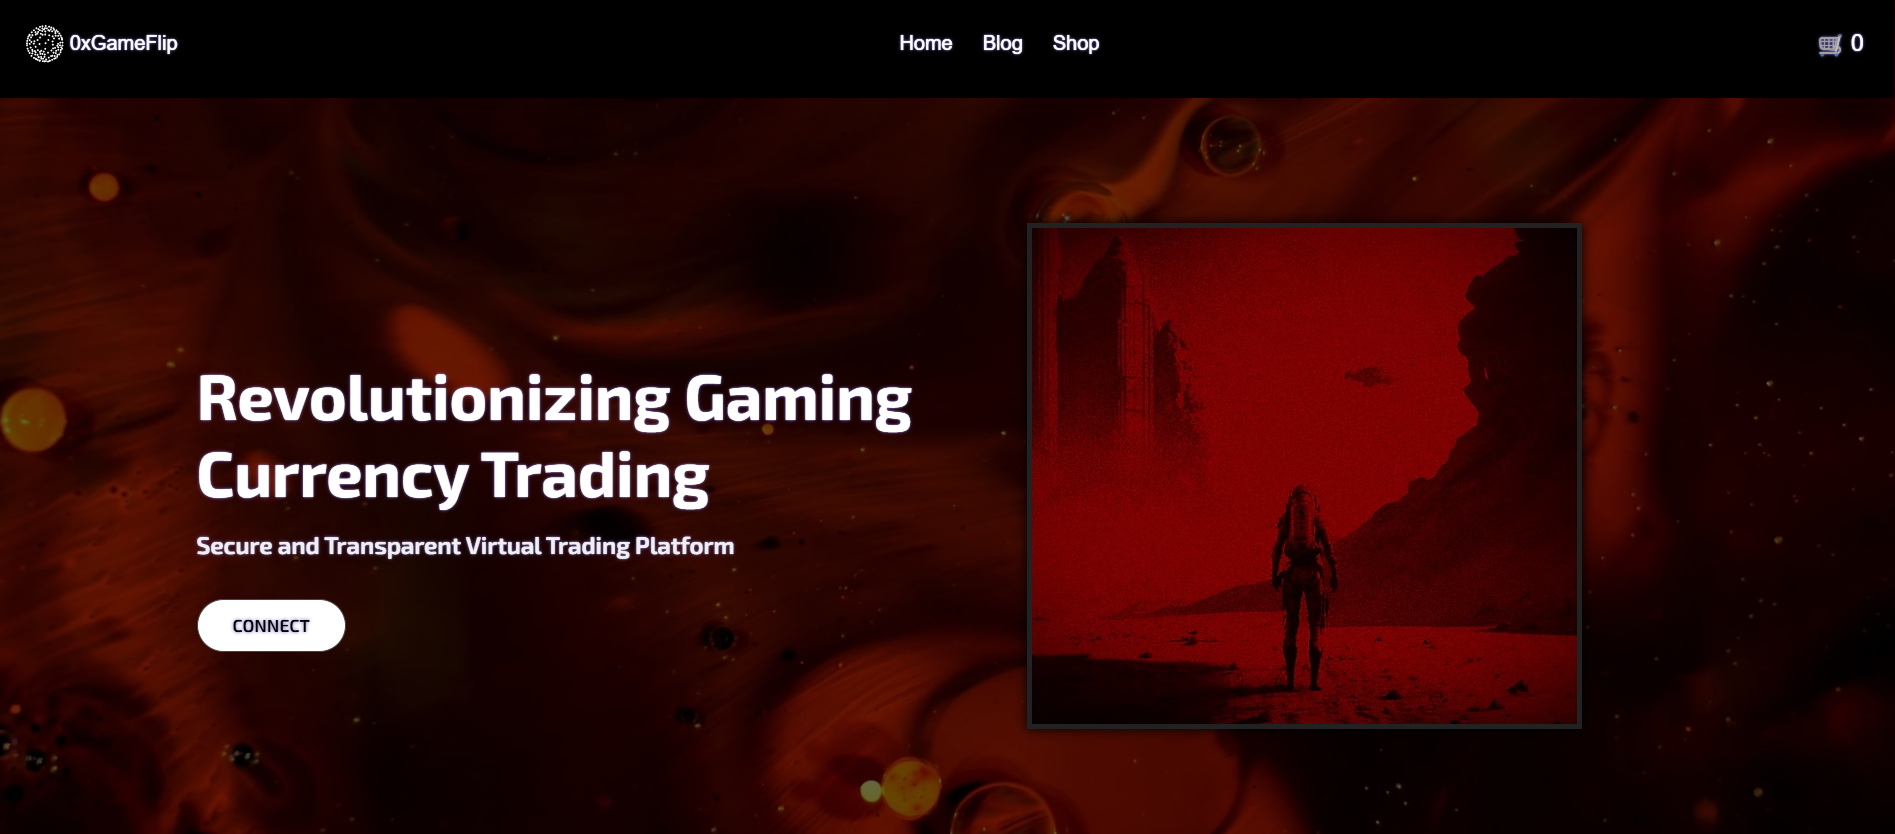 0xGameFlip
Home Blog Shop
0
Revolutionizing Gaming
Currency Trading
Secure and Transparent Virtual Trading Platform
CONNECT